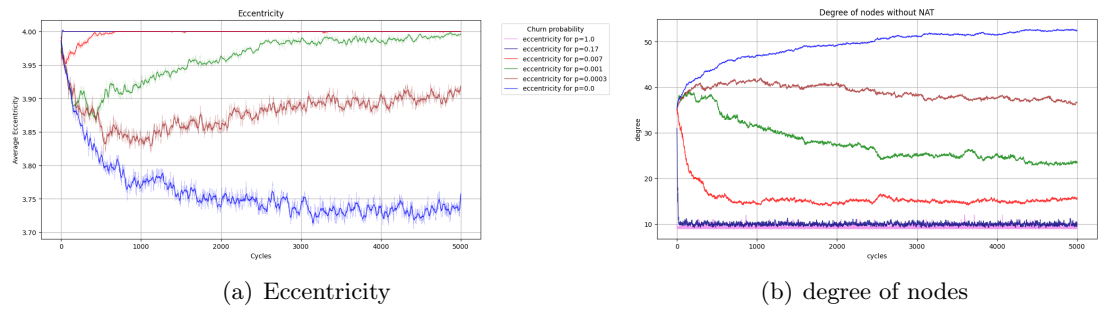 Eccentricity
4.00
3.95
3.90
3.85
3.80
3.75
3.70
Average Eccentricity
0
1000
2000
3000
4000
5000
Cycles
Churn probability
eccentricity for p=1.0
eccentricity for p=0.17
eccentricity for p=0.007
eccentricity for p=0.001
eccentricity for p=0.0003
eccentricity for p=0.0
Degree of nodes without NAT
50
40
30
20
10
degree
0
1000
2000
3000
4000
5000
cycles
(a) Eccentricity
(b) degree of nodes